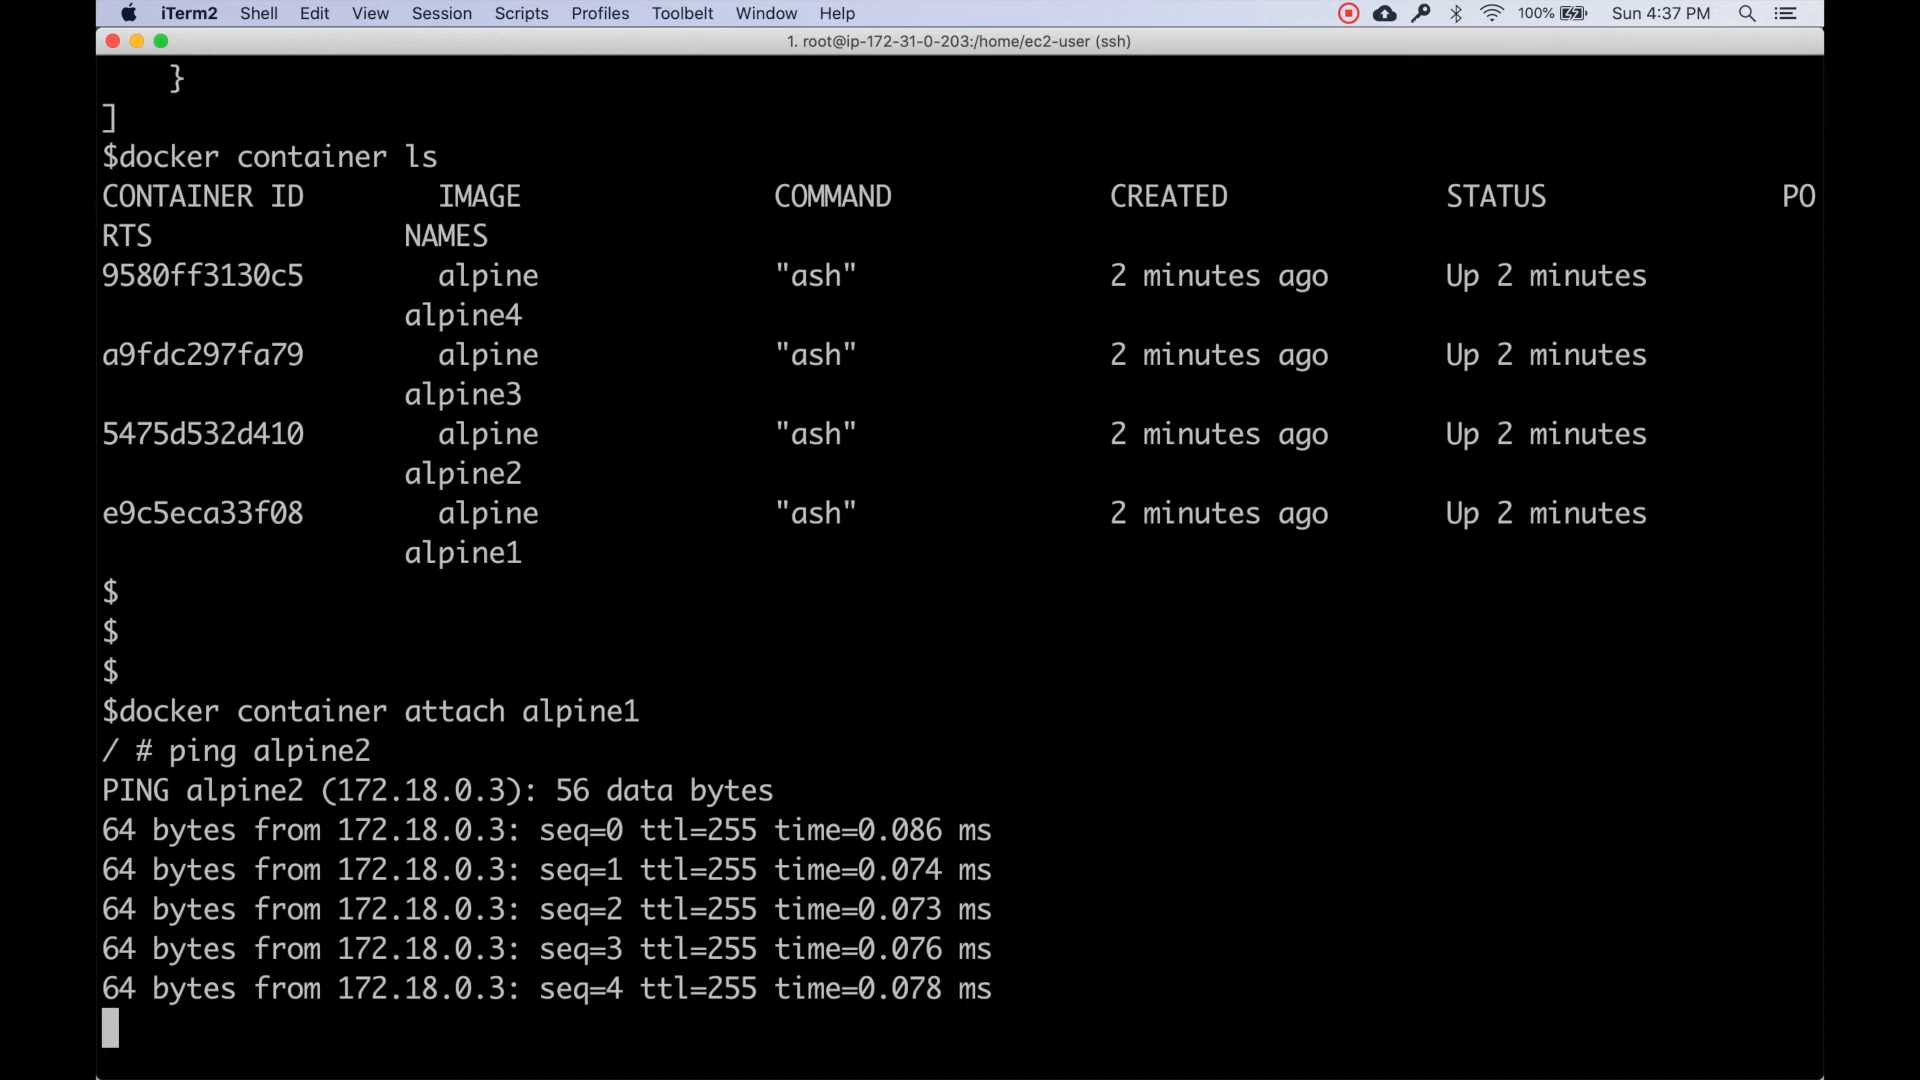 iTerm2 Shell Edit View Session Scripts Profiles Toolbelt Window Help 100% Sun 4:37 PM
1. root@ip-172-31-0-203:/home/ec2-user (ssh)
}
]
$docker container ls
CONTAINER ID IMAGE COMMAND CREATED STATUS PO
RTS NAMES
9580ff3130c5 alpine "ash" 2 minutes ago Up 2 minutes
alpine4
a9fdc297fa79 alpine "ash" 2 minutes ago Up 2 minutes
alpine3
5475d532d410 alpine "ash" 2 minutes ago Up 2 minutes
alpine2
e9c5eca33f08 alpine "ash" 2 minutes ago Up 2 minutes
alpine1
$
$
$
$docker container attach alpine1
/ # ping alpine2
PING alpine2 (172.18.0.3): 56 data bytes
64 bytes from 172.18.0.3: seq=0 ttl=255 time=0.086 ms
64 bytes from 172.18.0.3: seq=1 ttl=255 time=0.074 ms
64 bytes from 172.18.0.3: seq=2 ttl=255 time=0.073 ms
64 bytes from 172.18.0.3: seq=3 ttl=255 time=0.076 ms
64 bytes from 172.18.0.3: seq=4 ttl=255 time=0.078 ms